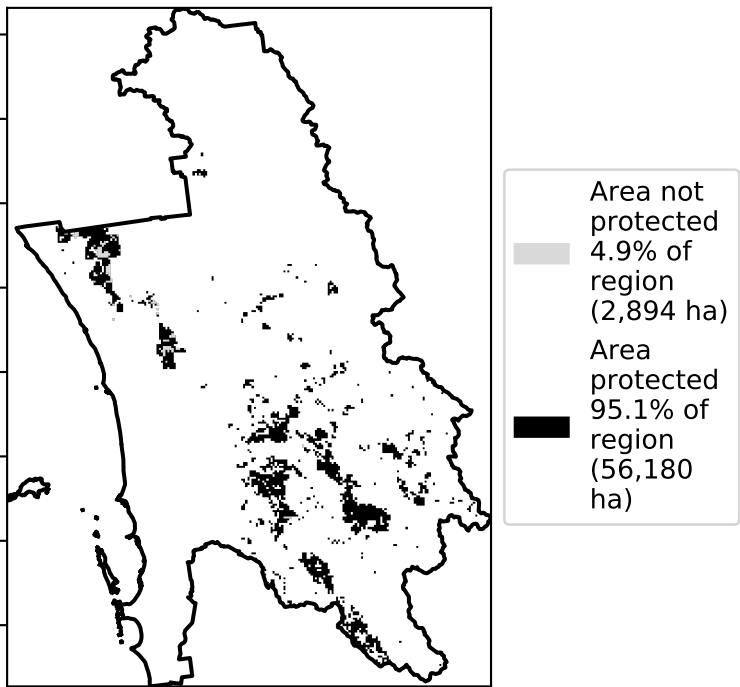 Area not
protected
4.9% of
region
(2,894 ha)
Area
protected
95.1% of
region
(56,180
ha)